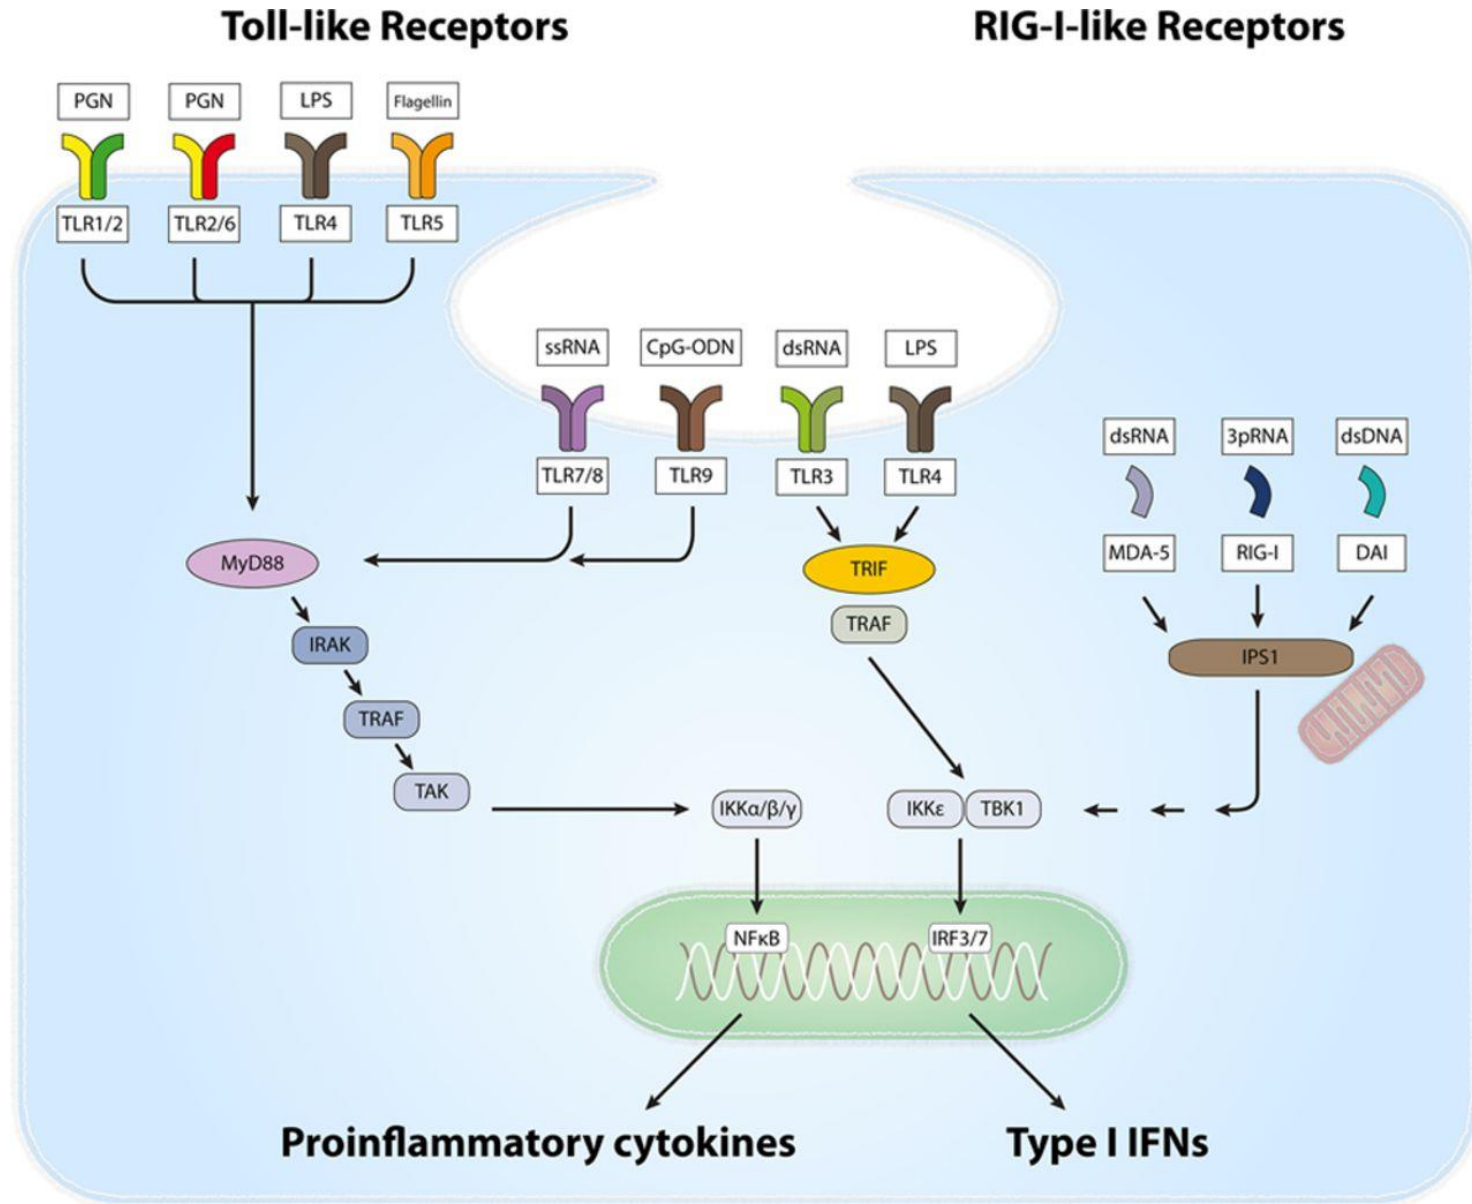 Toll-like Receptors
RIG-I-like Receptors
PGN
PGN
LPS
Flagellin
TLR1/2
TLR2/6
TLR4
TLR5
ssRNA
CpG-ODN
dsRNA
LPS
TLR7/8
TLR9
TLR3
TLR4
dsRNA
3pRNA
dsDNA
MDA-5
RIG-I
DAI
MyD88
TRIF
IRAK
TRAF
IPS1
TRAF
TAK
IKKα/β/γ
IKKε
TBK1
NFκB
IRF3/7
Proinflammatory cytokines
Type I IFNs